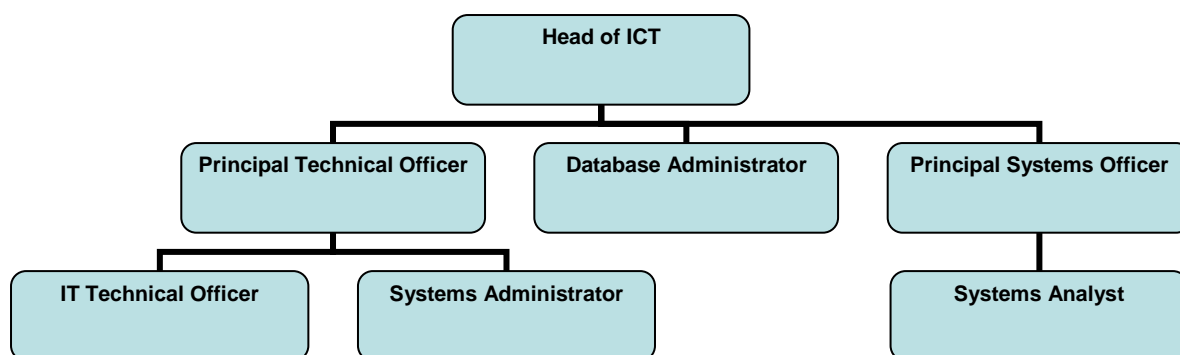 Head of ICT
Principal Technical Officer
Database Administrator
Principal Systems Officer
IT Technical Officer
Systems Administrator
Systems Analyst